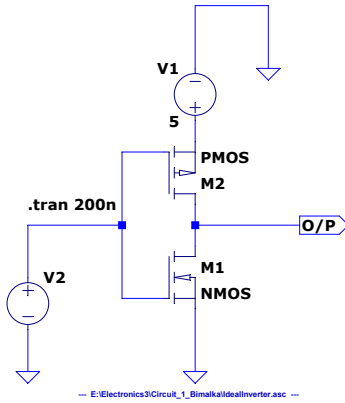 V1
−
+
5
PMOS
M2
.tran 200n
O/P
M1
V2
+
−
NMOS
--- E:\Electronics3\Circuit_1_Bimalka\IdealInverter.asc ---